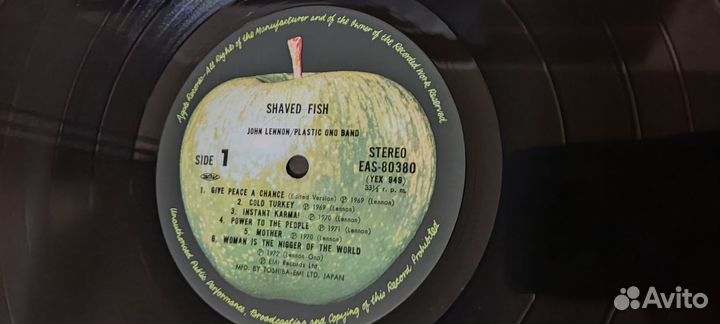 Apple Records-All Rights of the Manufacturer and of the Owner of the Recorded Work Reserved.
SHAVED FISH
JOHN LENNON/PLASTIC ONO BAND
SIDE 1
STEREO
EAS-80380
(YEX 949)
33⅓ r. p. m.
1. GIVE PEACE A CHANCE (Edited Version) ℗ 1969 (Lennon)
2. COLD TURKEY ℗ 1969 (Lennon)
3. INSTANT KARMA! ℗ 1970 (Lennon)
4. POWER TO THE PEOPLE ℗ 1971 (Lennon)
5. MOTHER ℗ 1970 (Lennon)
6. WOMAN IS THE NIGGER OF THE WORLD
℗ 1972 (Lennon-Ono)
℗ EMI Records Ltd.
MFD. BY TOSHIBA-EMI LTD. JAPAN
Unauthorised Public Performance, Broadcasting and Copying of this Record Prohibited
Avito